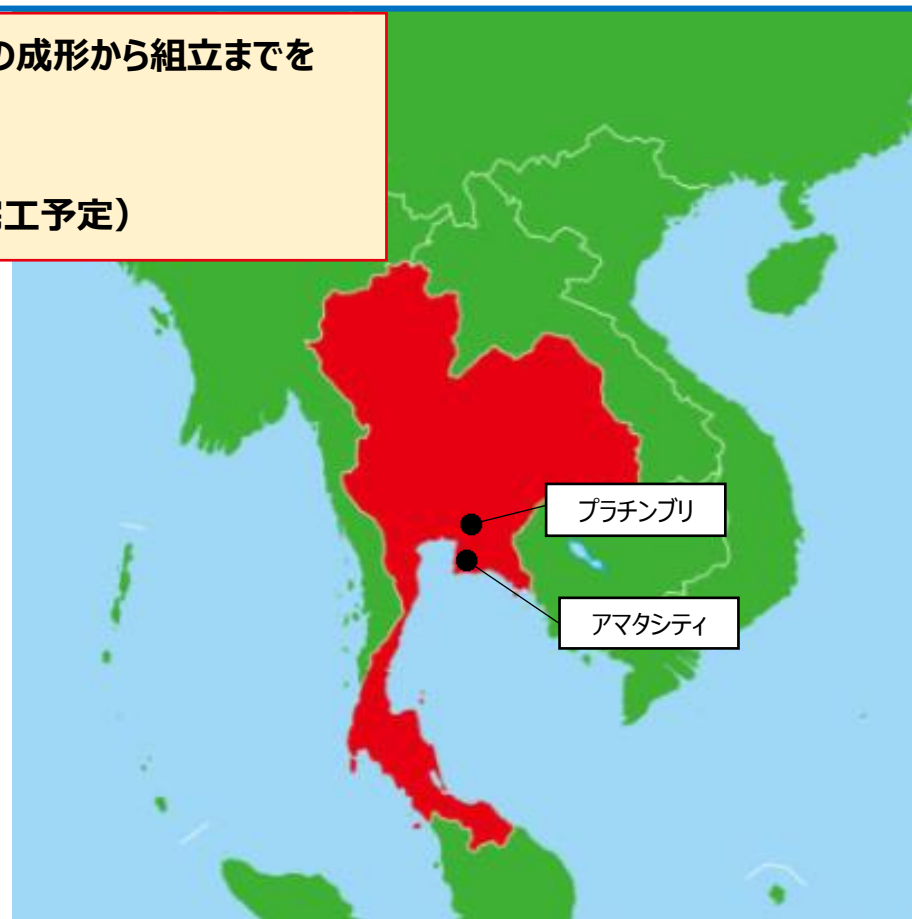 の成形から組立までを
工予定）
プラチンブリ
アマタシティ